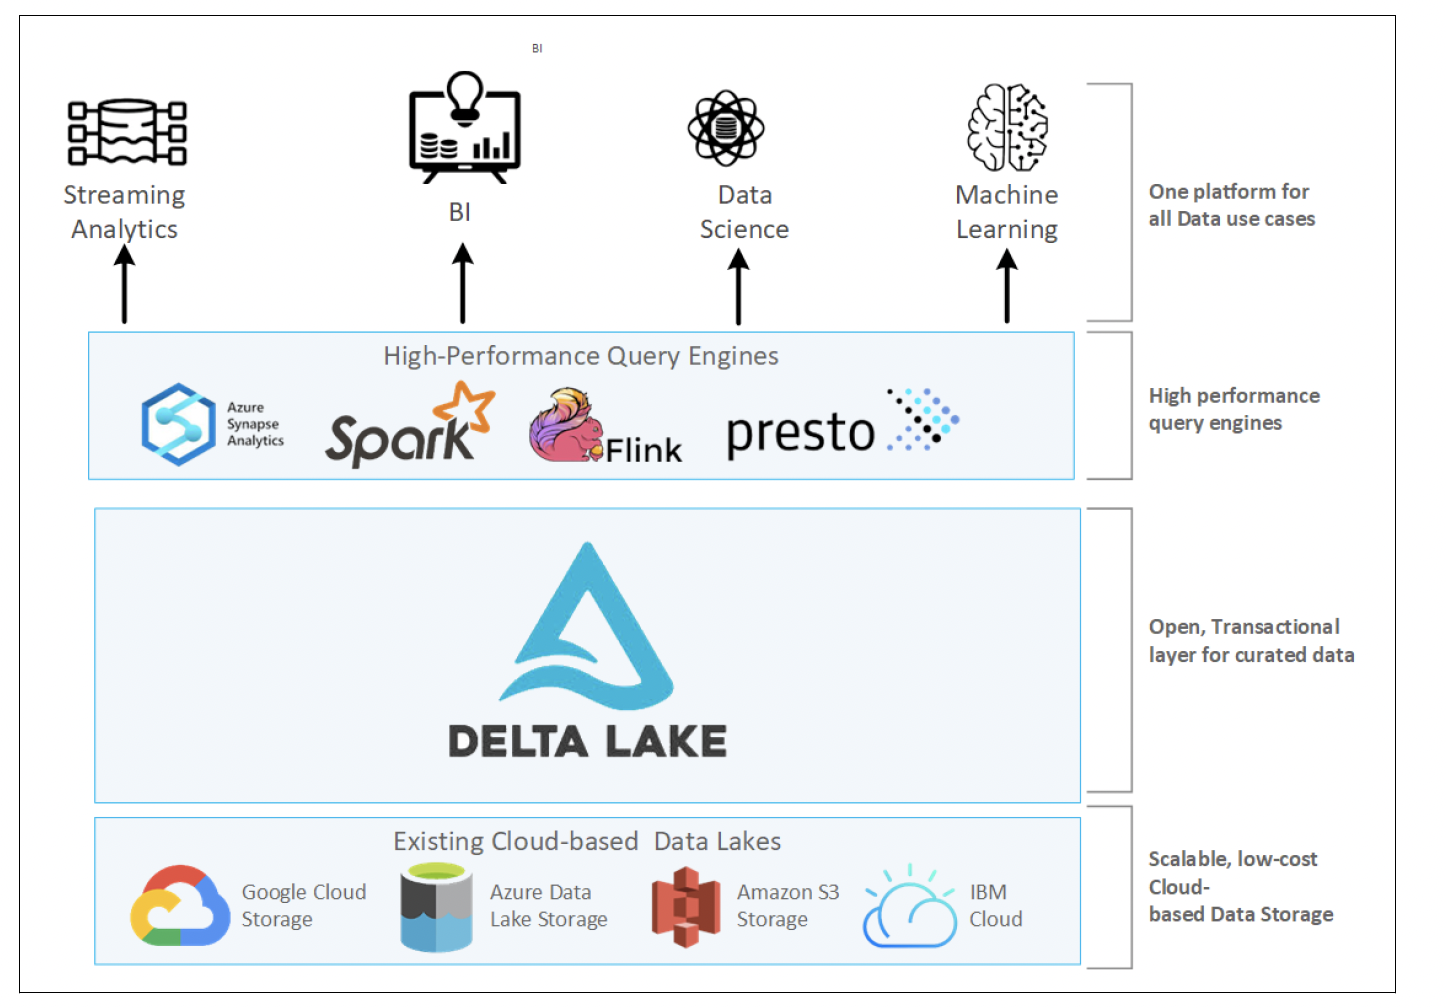 BI
Streaming
Analytics
BI
Data
Science
Machine
Learning
One platform for
all Data use cases
High-Performance Query Engines
Azure
Synapse
Analytics
Spark
Flink
presto
High performance
query engines
DELTA LAKE
Open, Transactional
layer for curated data
Existing Cloud-based Data Lakes
Google Cloud
Storage
Azure Data
Lake Storage
Amazon S3
Storage
IBM
Cloud
Scalable, low-cost
Cloud-
based Data Storage